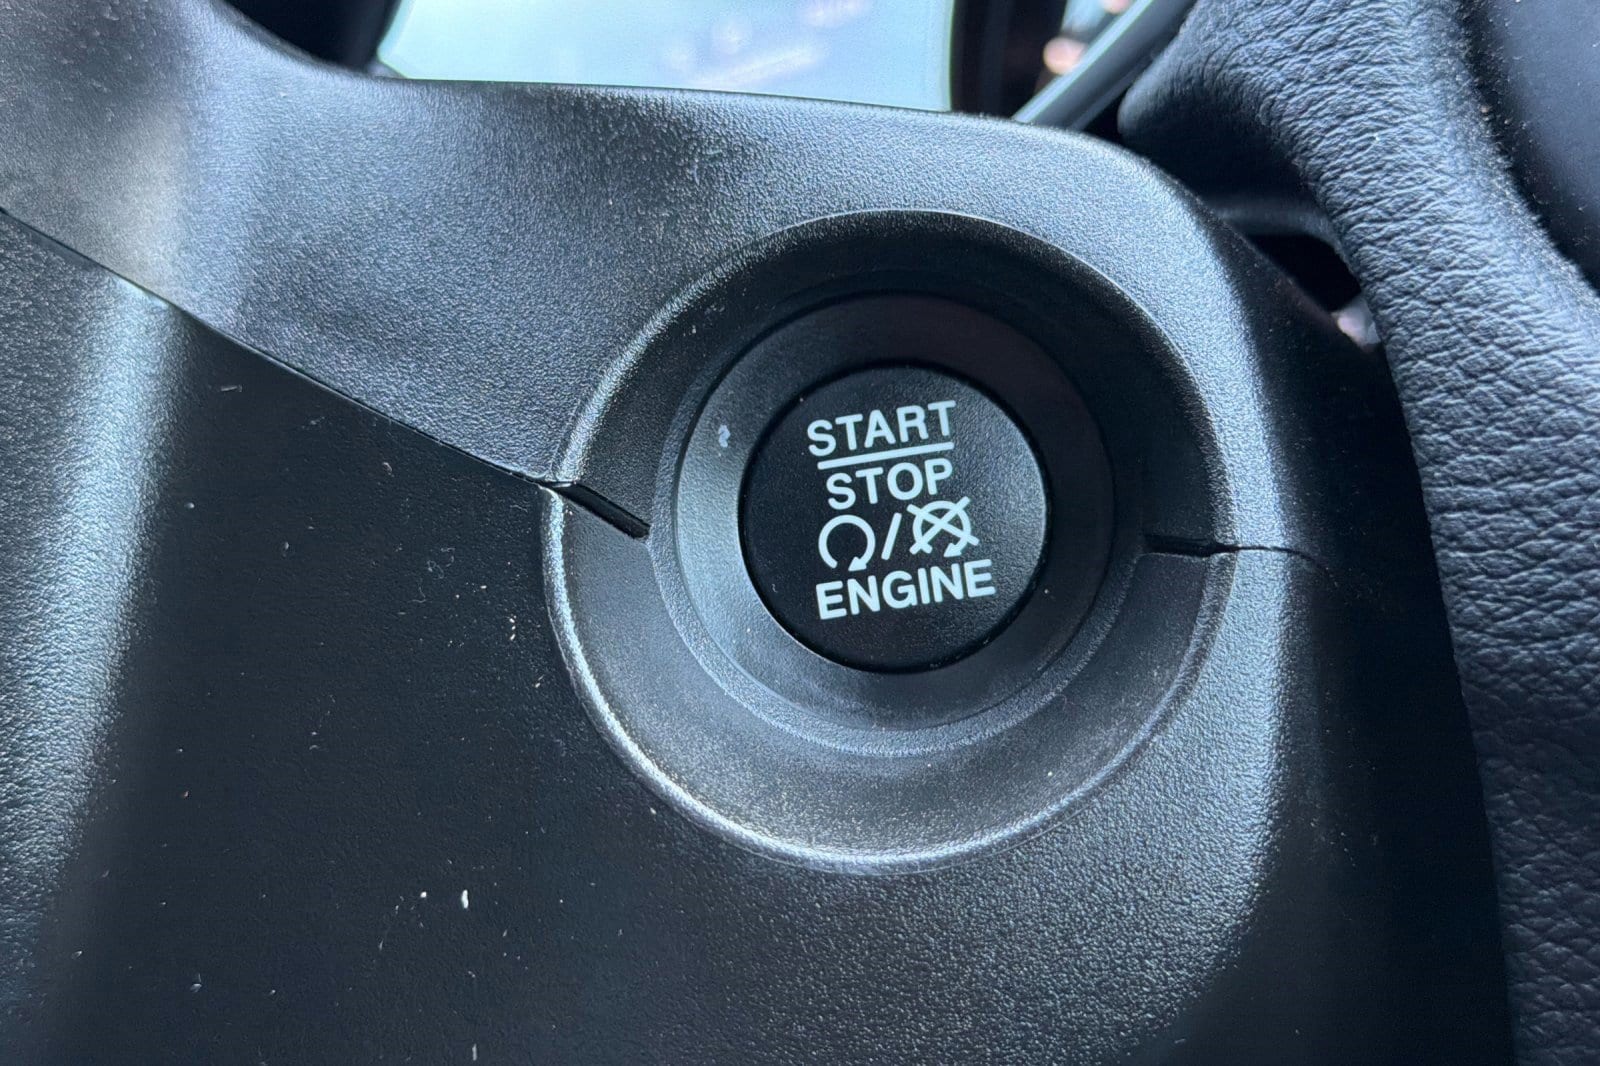 START
STOP
/
ENGINE